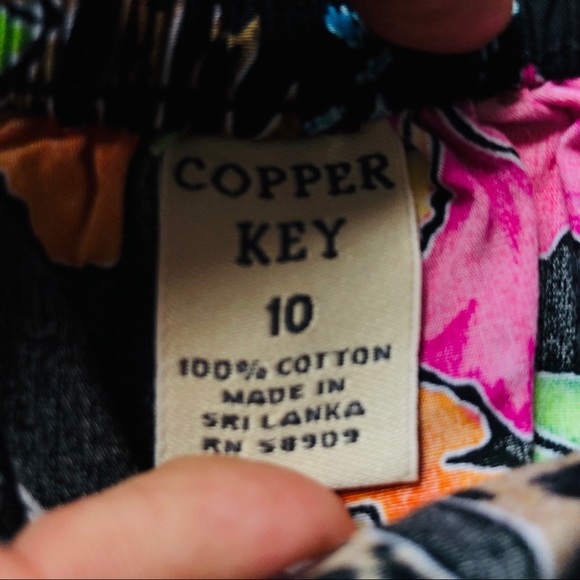 COPPER
KEY
10
100% COTTON
MADE IN
SRI LANKA
RN 58909